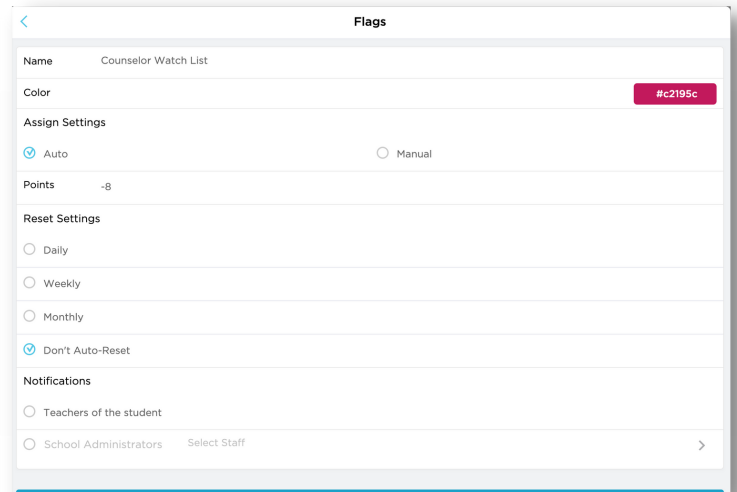 Flags
Name Counselor Watch List
Color #c2195c
Assign Settings
Auto Manual
Points -8
Reset Settings
Daily
Weekly
Monthly
Don't Auto-Reset
Notifications
Teachers of the student
School Administrators Select Staff